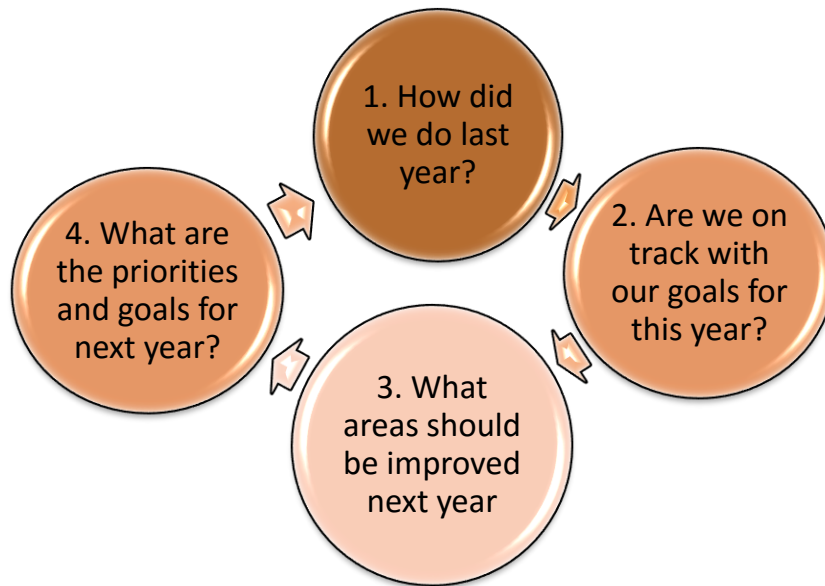 1. How did
we do last
year?
2. Are we on
track with
our goals for
this year?
3. What
areas should
be improved
next year
4. What are
the priorities
and goals for
next year?